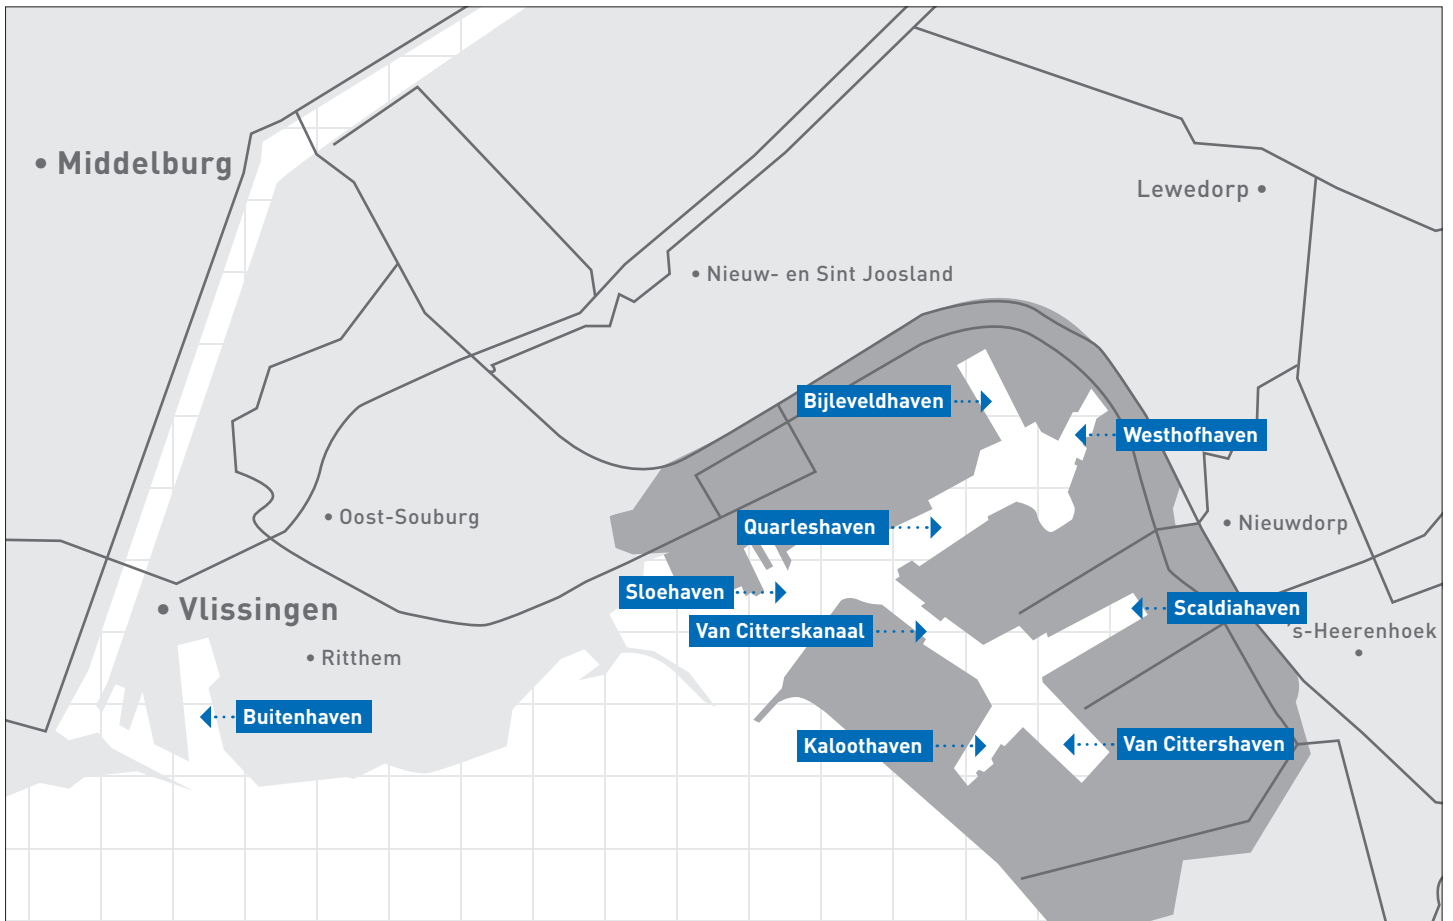 Middelburg
Lewedorp
Nieuw- en Sint Joosland
Bijleveldhaven
Westhofhaven
Oost-Souburg
Quarleshaven
Nieuwdorp
Sloehaven
Vlissingen
Scaldiahaven
Van Citterskanaal
's-Heerenhoek
Ritthem
Buitenhaven
Kaloothaven
Van Cittershaven